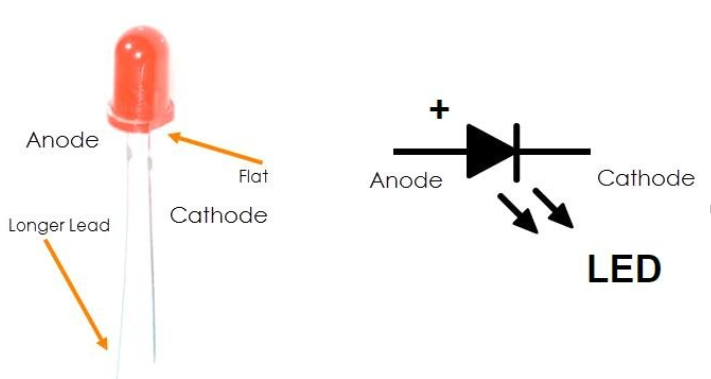 Anode
Flat
Cathode
Longer Lead
+
Anode
Cathode
LED